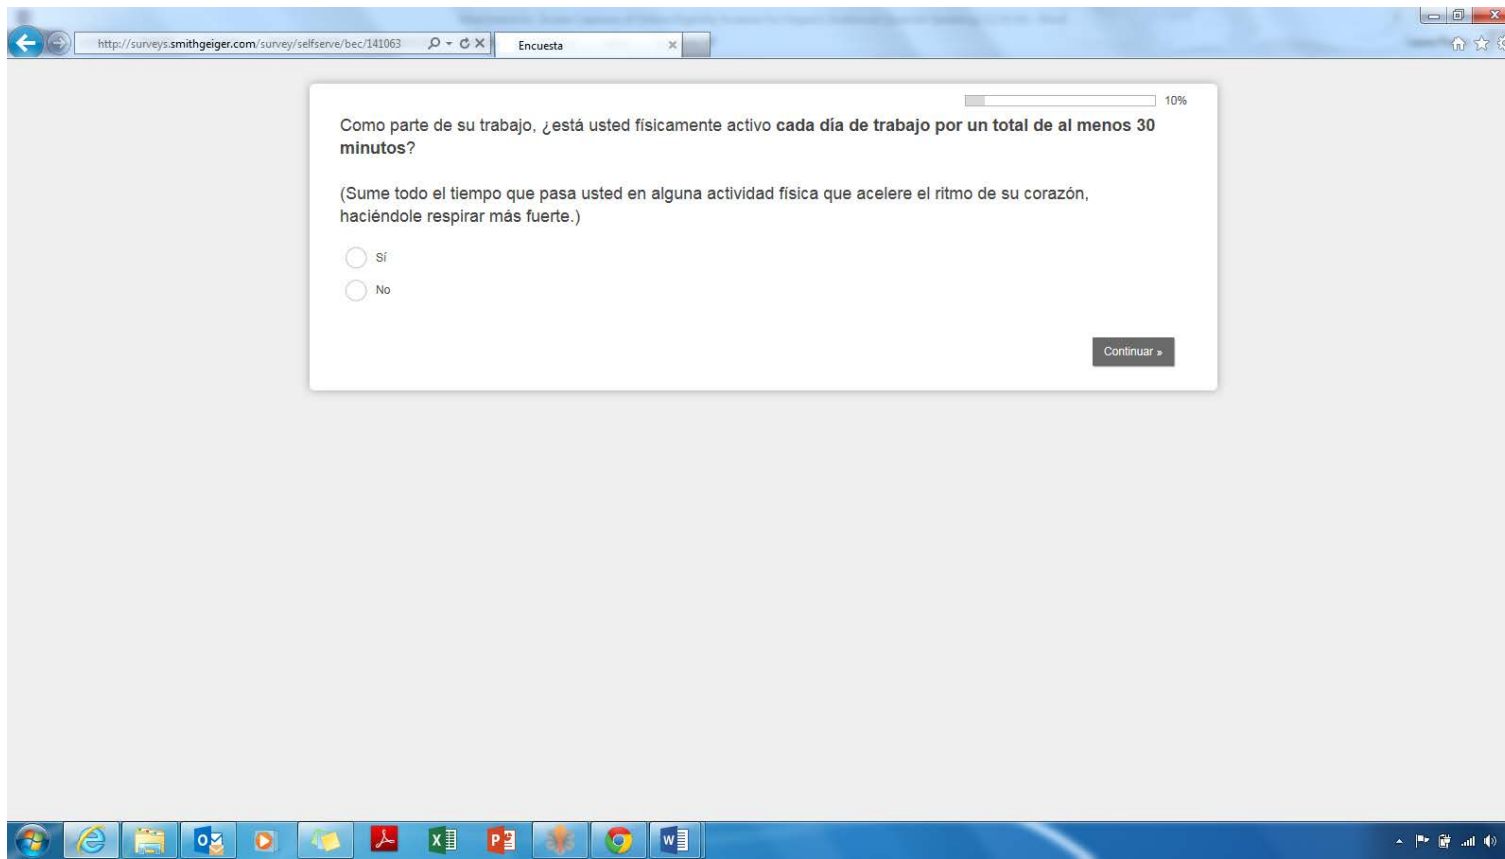 http://surveys.smithgeiger.com/survey/selfserve/bec/141063
Encuesta
10%
Como parte de su trabajo, ¿está usted físicamente activo cada día de trabajo por un total de al menos 30
minutos?
(Sume todo el tiempo que pasa usted en alguna actividad física que acelere el ritmo de su corazón,
haciéndole respirar más fuerte.)
Sí
No
Continuar »